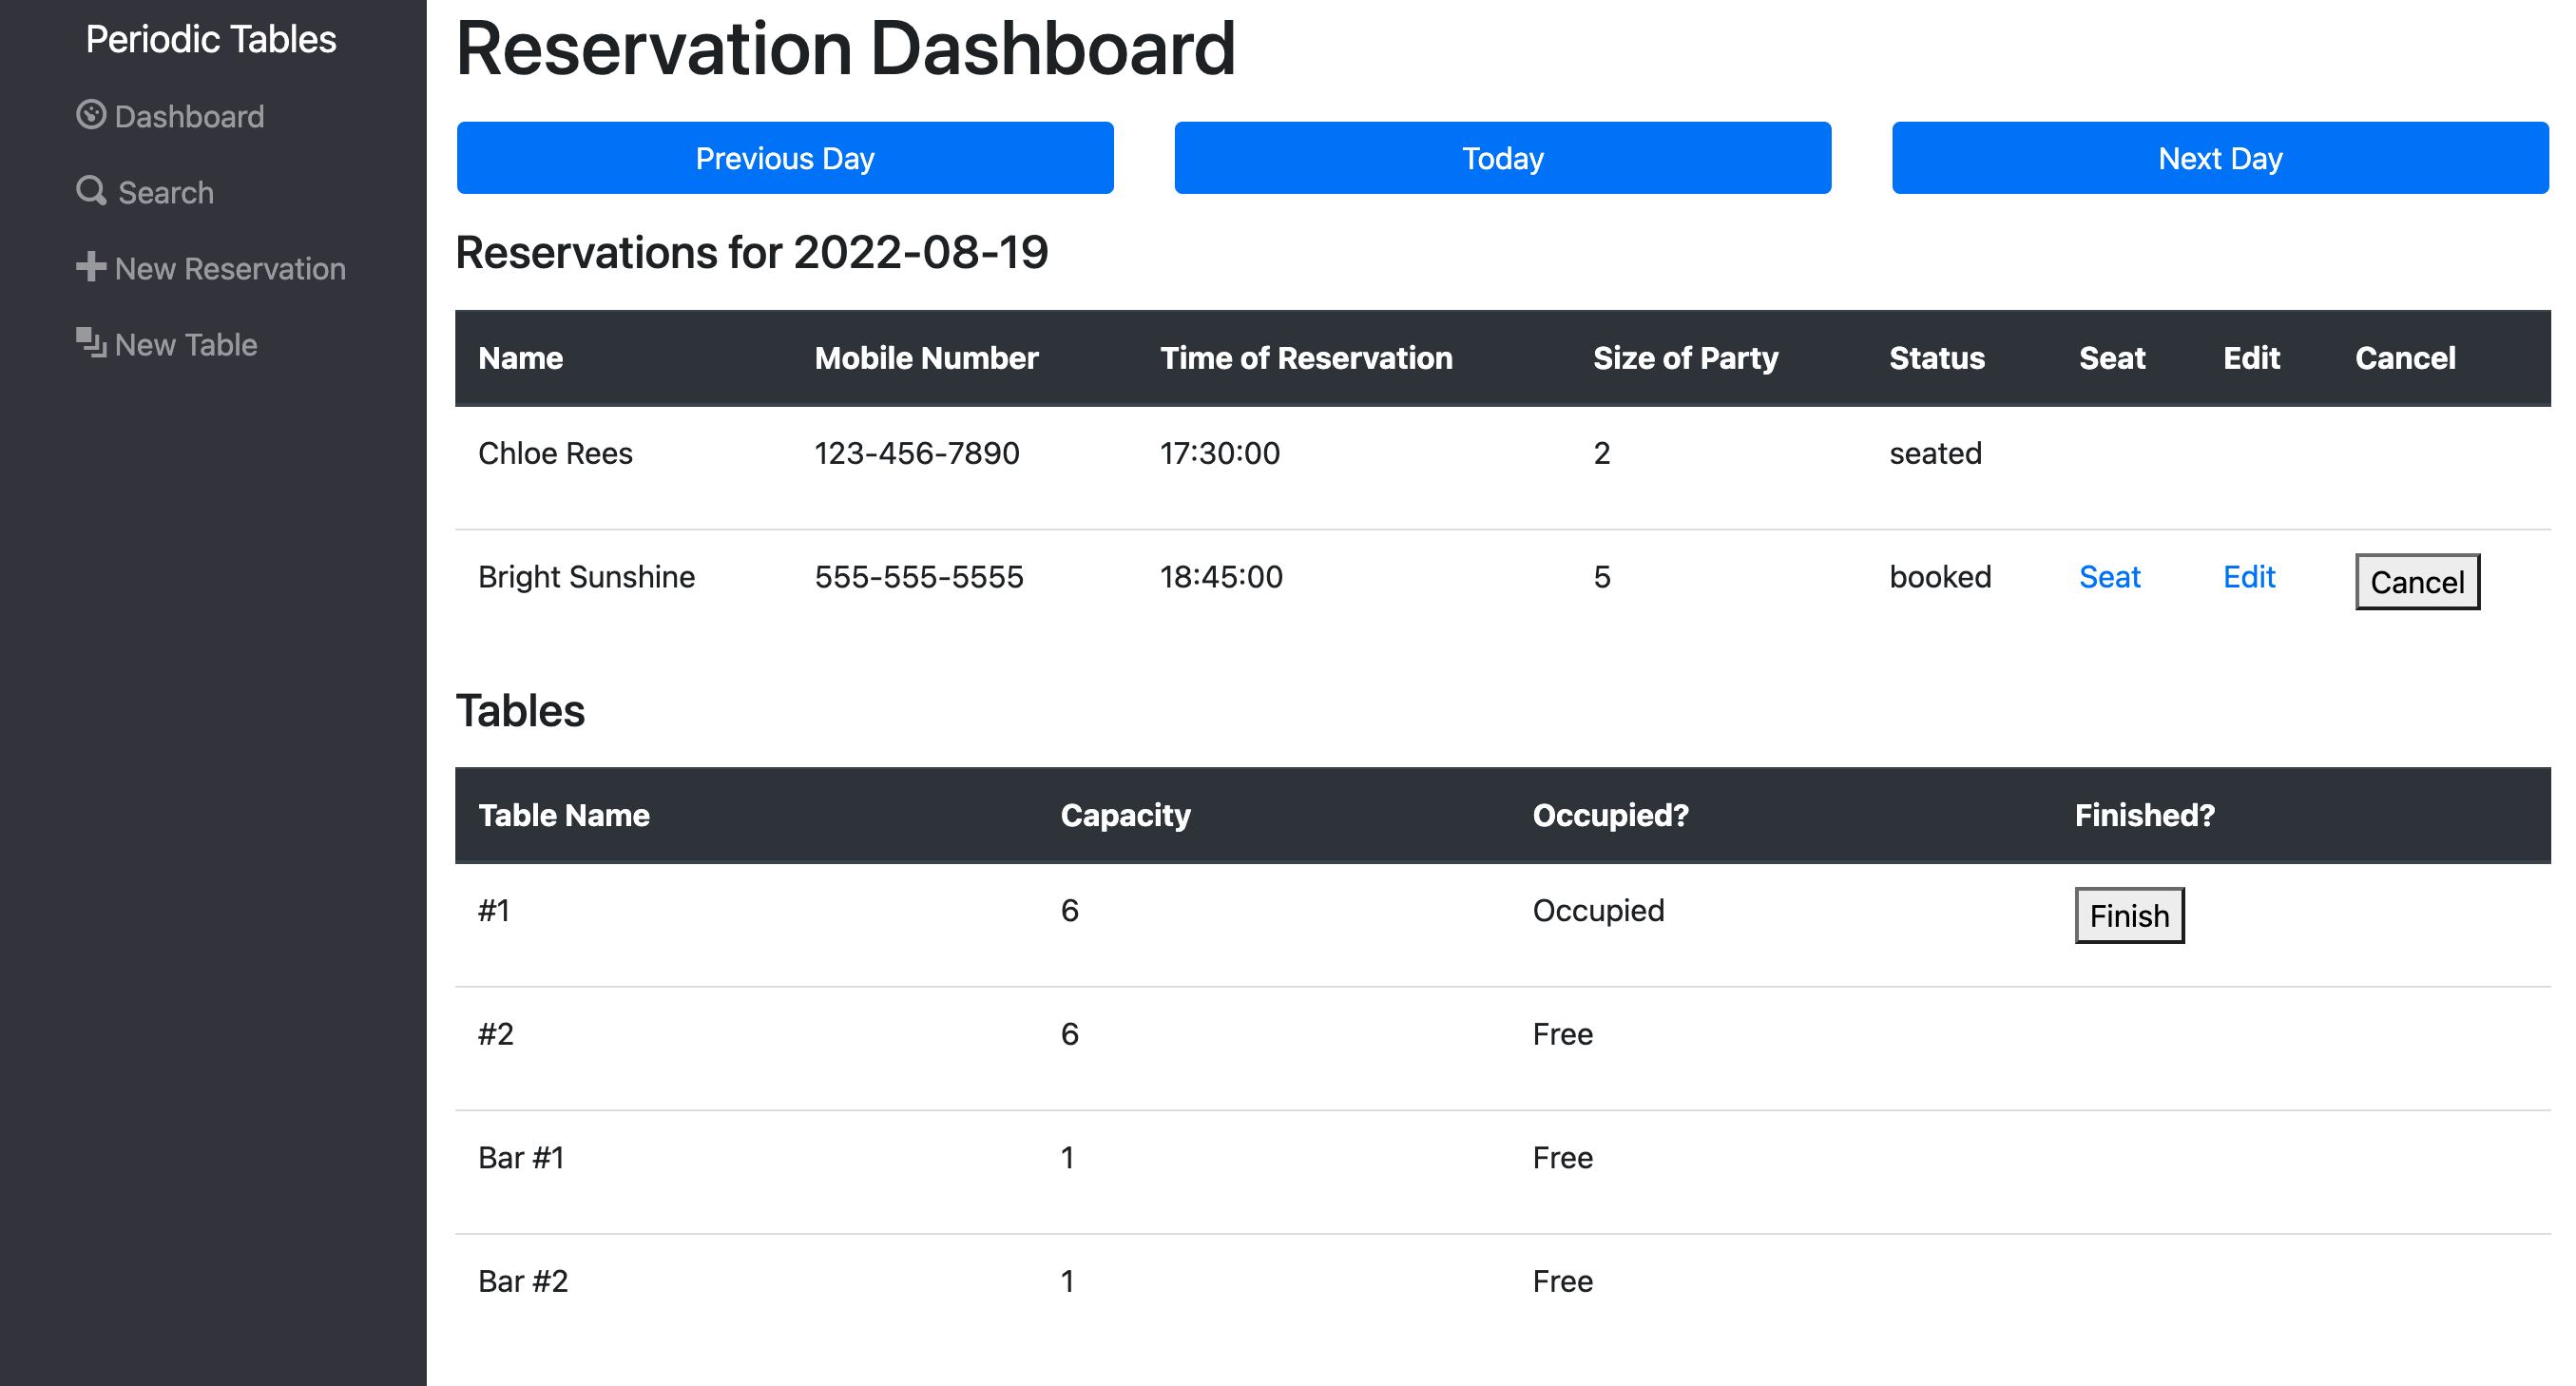 Periodic Tables
Dashboard
Search
New Reservation
New Table
Reservation Dashboard
Previous Day Today Next Day
Reservations for 2022-08-19
Name Mobile Number Time of Reservation Size of Party Status Seat Edit Cancel
Chloe Rees 123-456-7890 17:30:00 2 seated
Bright Sunshine 555-555-5555 18:45:00 5 booked Seat Edit Cancel
Tables
Table Name Capacity Occupied? Finished?
#1 6 Occupied Finish
#2 6 Free
Bar #1 1 Free
Bar #2 1 Free